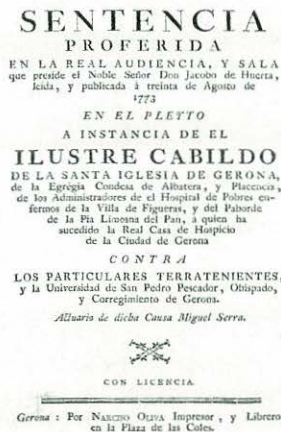 SENTENCIA
PROFERIDA
EN LA REAL AUDIENCIA, Y SALA
que preside el Noble Señor Don Jacobo de Huerta,
leida, y publicada à treinta de Agosto de
1773
EN EL PLEYTO
A INSTANCIA DE EL
ILUSTRE CABILDO
DE LA SANTA IGLESIA DE GERONA,
de la Egregia Condesa de Albatera, y Placencia,
de los Administradores de el Hospital de Pobres en-
fermos de la Villa de Figueras, y del Paborde
de la Pia Limosna del Pan, a quien ha
sucedido la Real Casa de Hospicio
de la Ciudad de Gerona
CONTRA
LOS PARTICULARES TERRATENIENTES,
y la Universidad de San Pedro Pescador, Obispado,
y Corregimiento de Gerona.
Actuario de dicha Causa Miguel Serra.
CON LICENCIA.
Gerona : Por NARCISO OLIVA Impresor, y Librero
en la Plaza de las Coles.